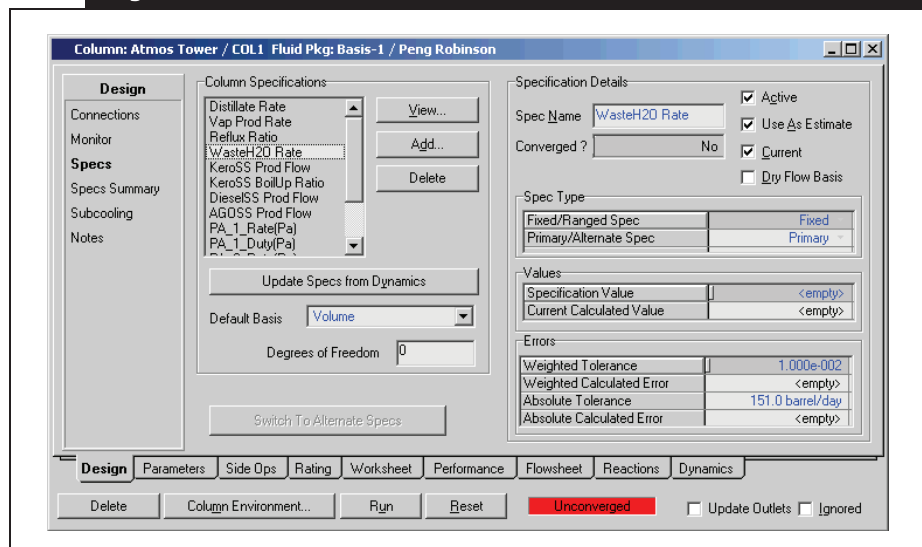 Column: Atmos Tower / COL1 Fluid Pkg: Basis-1 / Peng Robinson
Design
Connections
Monitor
Specs
Specs Summary
Subcooling
Notes
Column Specifications
Distillate Rate
Vap Prod Rate
Reflux Ratio
WasteH2O Rate
KeroSS Prod Flow
KeroSS BoilUp Ratio
DieselSS Prod Flow
AGOSS Prod Flow
PA_1_Rate(Pa)
PA_1_Duty(Pa)
View...
Add...
Delete
Update Specs from Dynamics
Default Basis Volume
Degrees of Freedom 0
Switch To Alternate Specs
Specification Details
Spec Name WasteH2O Rate
Converged ? No
Active
Use As Estimate
Current
Dry Flow Basis
Spec Type
Fixed/Ranged Spec Fixed
Primary/Alternate Spec Primary
Values
Specification Value <empty>
Current Calculated Value <empty>
Errors
Weighted Tolerance 1.000e-002
Weighted Calculated Error <empty>
Absolute Tolerance 151.0 barrel/day
Absolute Calculated Error <empty>
Design Parameters Side Ops Rating Worksheet Performance Flowsheet Reactions Dynamics
Delete Column Environment... Run Reset Unconverged Update Outlets Ignored